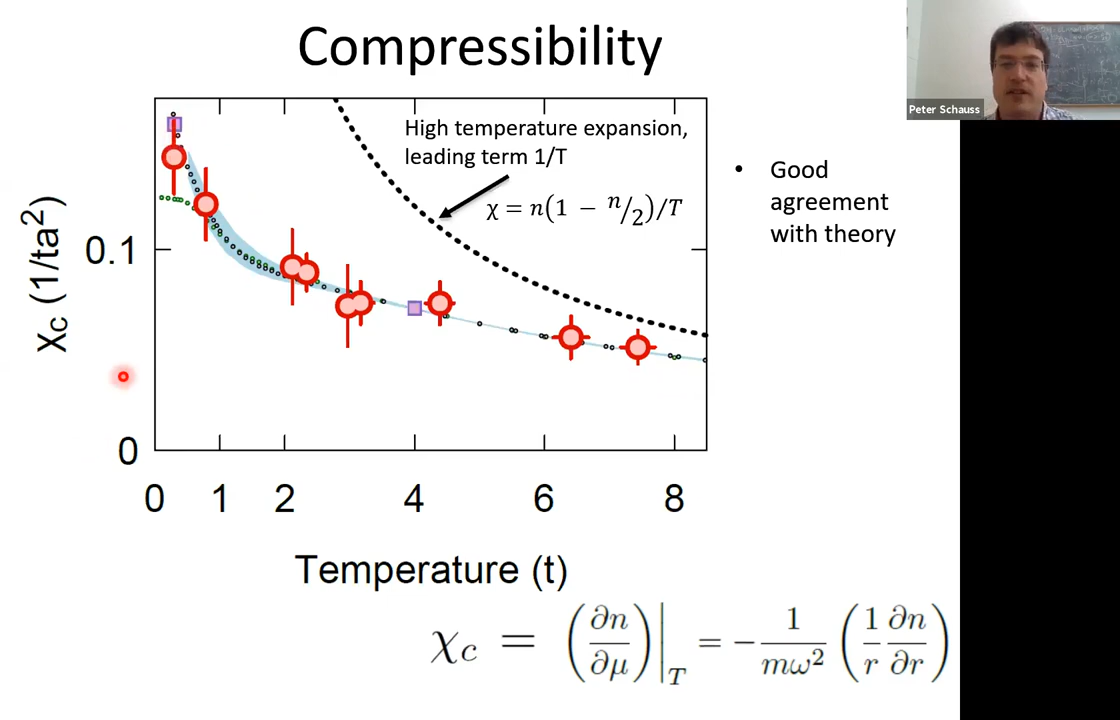 Compressibility
Peter Schauss
High temperature expansion,
leading term 1/T
χ = n(1 − n/2)/T
• Good
agreement
with theory
χc (1/ta²)
0.1
0
0 1 2 4 6 8
Temperature (t)
χc = (∂n/∂μ)|T = − 1/mω² (1/r ∂n/∂r)